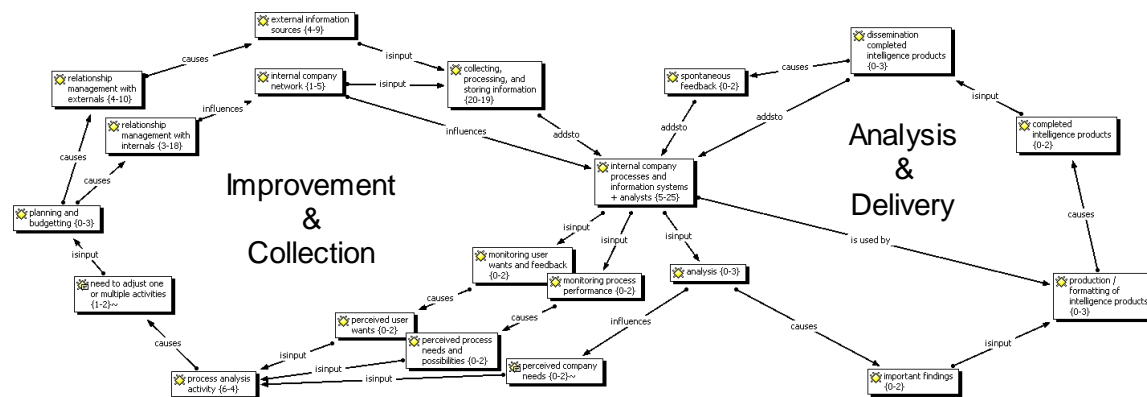 external information
sources {4-9}
causes
isinput
relationship
management with
externals {4-10}
internal company
network {1-5}
isinput
collecting,
processing, and
storing information
{20-19}
influences
relationship
management with
internals {3-18}
causes
causes
planning and
budgetting {0-3}
isinput
need to adjust one
or multiple activities
{1-2}~
causes
process analysis
activity {6-4}
Improvement
&
Collection
influences
addsto
spontaneous
feedback {0-2}
causes
dissemination
completed
intelligence products
{0-3}
addsto
addsto
isinput
completed
intelligence products
{0-2}
Analysis
&
Delivery
internal company
processes and
information systems
+ analysts {5-25}
isinput
isinput
isinput
is used by
causes
monitoring user
wants and feedback
{0-2}
monitoring process
performance {0-2}
analysis {0-3}
production /
formatting of
intelligence products
{0-3}
causes
causes
influences
causes
isinput
perceived user
wants {0-2}
perceived process
needs and
possibilities {0-2}
perceived company
needs {0-2}~
isinput
isinput
isinput
important findings
{0-2}